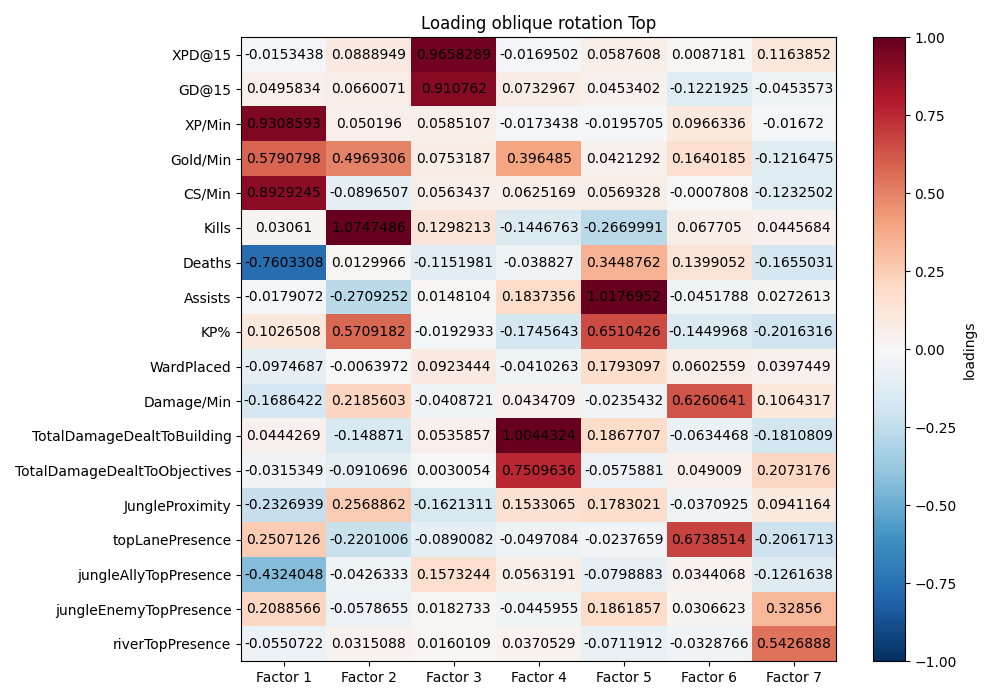 Loading oblique rotation Top
XPD@15 -0.0153438 0.0888949 0.9658289 -0.0169502 0.0587608 0.0087181 0.1163852
GD@15 0.0495834 0.0660071 0.910762 0.0732967 0.0453402 -0.1221925 -0.0453573
XP/Min 0.9308593 0.050196 0.0585107 -0.0173438 -0.0195705 0.0966336 -0.01672
Gold/Min 0.5790798 0.4969306 0.0753187 0.396485 0.0421292 0.1640185 -0.1216475
CS/Min 0.8929245 -0.0896507 0.0563437 0.0625169 0.0569328 -0.0007808 -0.1232502
Kills 0.03061 1.0747486 0.1298213 -0.1446763 -0.2669991 0.067705 0.0445684
Deaths -0.7603308 0.0129966 -0.1151981 -0.038827 0.3448762 0.1399052 -0.1655031
Assists -0.0179072 -0.2709252 0.0148104 0.1837356 1.0176952 -0.0451788 0.0272613
KP% 0.1026508 0.5709182 -0.0192933 -0.1745643 0.6510426 -0.1449968 -0.2016316
WardPlaced -0.0974687 -0.0063972 0.0923444 -0.0410263 0.1793097 0.0602559 0.0397449
Damage/Min -0.1686422 0.2185603 -0.0408721 0.0434709 -0.0235432 0.6260641 0.1064317
TotalDamageDealtToBuilding 0.0444269 -0.148871 0.0535857 1.0044324 0.1867707 -0.0634468 -0.1810809
TotalDamageDealtToObjectives -0.0315349 -0.0910696 0.0030054 0.7509636 -0.0575881 0.049009 0.2073176
JungleProximity -0.2326939 0.2568862 -0.1621311 0.1533065 0.1783021 -0.0370925 0.0941164
topLanePresence 0.2507126 -0.2201006 -0.0890082 -0.0497084 -0.0237659 0.6738514 -0.2061713
jungleAllyTopPresence -0.4324048 -0.0426333 0.1573244 0.0563191 -0.0798883 0.0344068 -0.1261638
jungleEnemyTopPresence 0.2088566 -0.0578655 0.0182733 -0.0445955 0.1861857 0.0306623 0.32856
riverTopPresence -0.0550722 0.0315088 0.0160109 0.0370529 -0.0711912 -0.0328766 0.5426888
Factor 1 Factor 2 Factor 3 Factor 4 Factor 5 Factor 6 Factor 7
1.00
0.75
0.50
0.25
0.00
−0.25
−0.50
−0.75
−1.00
loadings